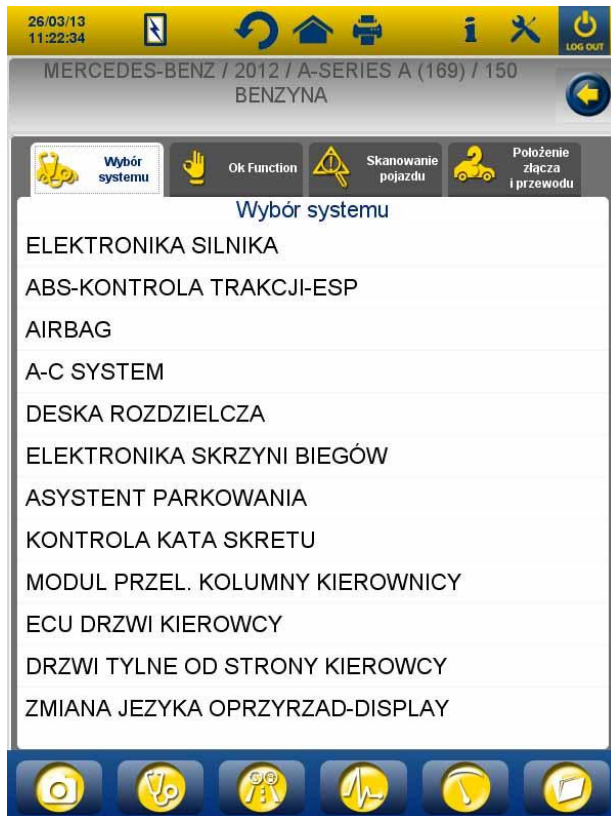 26/03/13
11:22:34
LOG OUT
MERCEDES-BENZ / 2012 / A-SERIES A (169) / 150
BENZYNA
Wybór
systemu
Ok Function
Skanowanie
pojazdu
Położenie
złącza
i przewodu
Wybór systemu
ELEKTRONIKA SILNIKA
ABS-KONTROLA TRAKCJI-ESP
AIRBAG
A-C SYSTEM
DESKA ROZDZIELCZA
ELEKTRONIKA SKRZYNI BIEGÓW
ASYSTENT PARKOWANIA
KONTROLA KATA SKRETU
MODUL PRZEL. KOLUMNY KIEROWNICY
ECU DRZWI KIEROWCY
DRZWI TYLNE OD STRONY KIEROWCY
ZMIANA JEZYKA OPRZYRZAD-DISPLAY